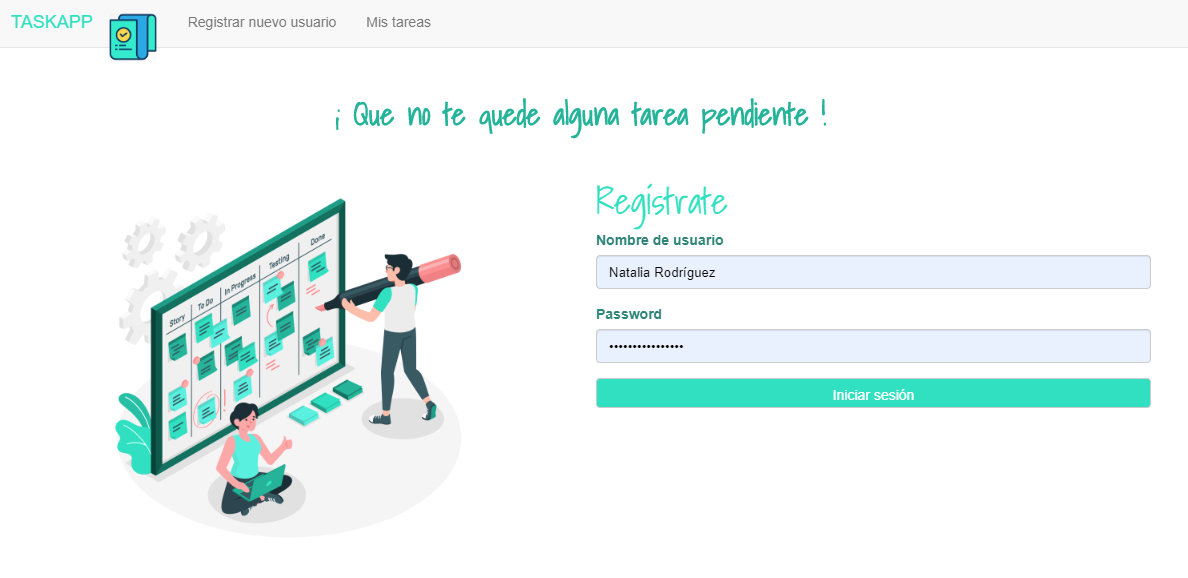 TASKAPP
Registrar nuevo usuario
Mis tareas
¡ Que no te quede alguna tarea pendiente !
Regístrate
Nombre de usuario
Natalia Rodríguez
Password
••••••••••••••••
Iniciar sesión
Story
To Do
In Progress
Testing
Done